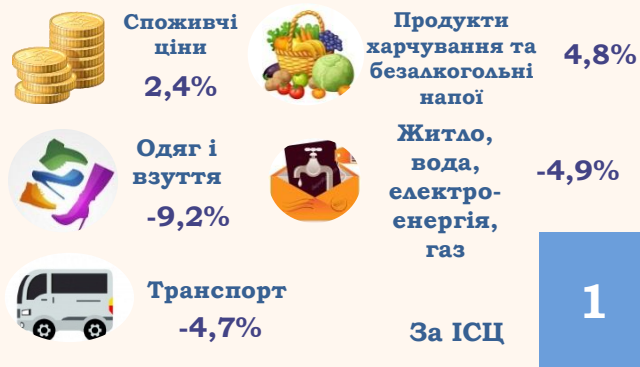 Споживчі
ціни
2,4%
Продукти
харчування та
безалкогольні
напої
4,8%
Одяг і
взуття
-9,2%
Житло,
вода,
електро-
енергія,
газ
-4,9%
Транспорт
-4,7%
За ІСЦ
1